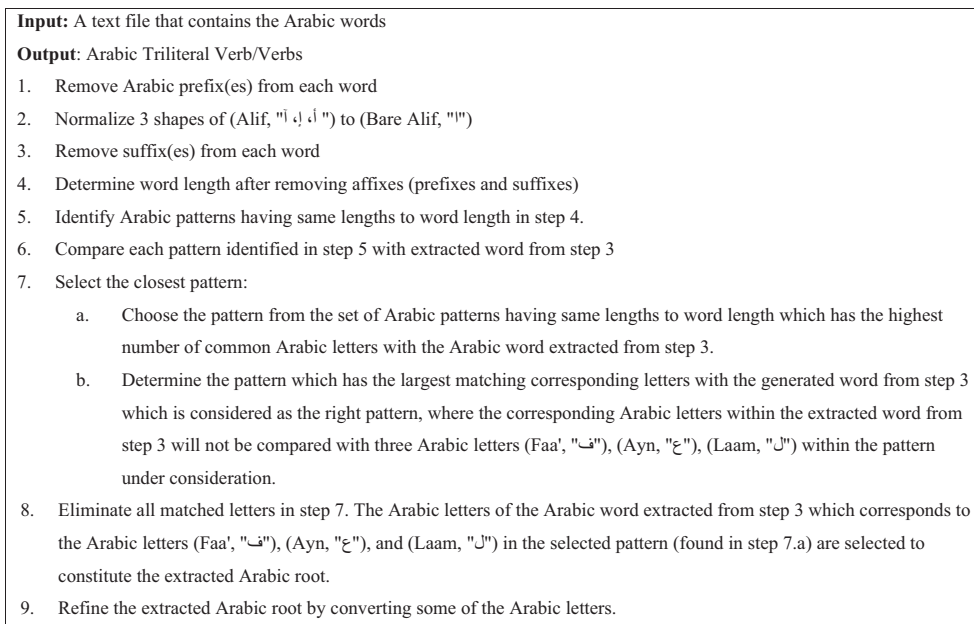 Input: A text file that contains the Arabic words
Output: Arabic Triliteral Verb/Verbs
1. Remove Arabic prefix(es) from each word
2. Normalize 3 shapes of (Alif, "أ، إ، آ") to (Bare Alif, "ا")
3. Remove suffix(es) from each word
4. Determine word length after removing affixes (prefixes and suffixes)
5. Identify Arabic patterns having same lengths to word length in step 4.
6. Compare each pattern identified in step 5 with extracted word from step 3
7. Select the closest pattern:
a. Choose the pattern from the set of Arabic patterns having same lengths to word length which has the highest
number of common Arabic letters with the Arabic word extracted from step 3.
b. Determine the pattern which has the largest matching corresponding letters with the generated word from step 3
which is considered as the right pattern, where the corresponding Arabic letters within the extracted word from
step 3 will not be compared with three Arabic letters (Faa', "ف"), (Ayn, "ع"), (Laam, "ل") within the pattern
under consideration.
8. Eliminate all matched letters in step 7. The Arabic letters of the Arabic word extracted from step 3 which corresponds to
the Arabic letters (Faa', "ف"), (Ayn, "ع"), and (Laam, "ل") in the selected pattern (found in step 7.a) are selected to
constitute the extracted Arabic root.
9. Refine the extracted Arabic root by converting some of the Arabic letters.